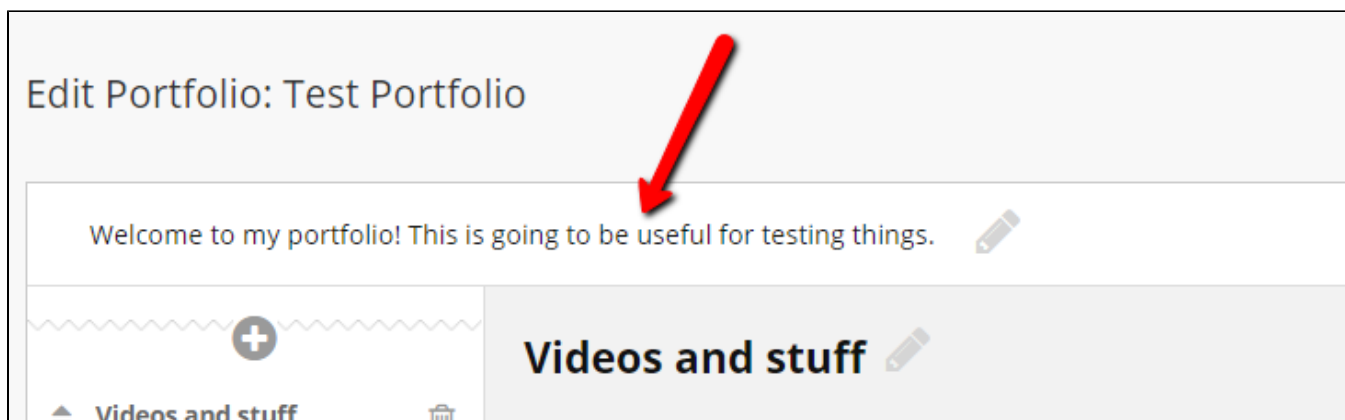 Edit Portfolio: Test Portfolio
Welcome to my portfolio! This is going to be useful for testing things.
Videos and stuff
Videos and stuff